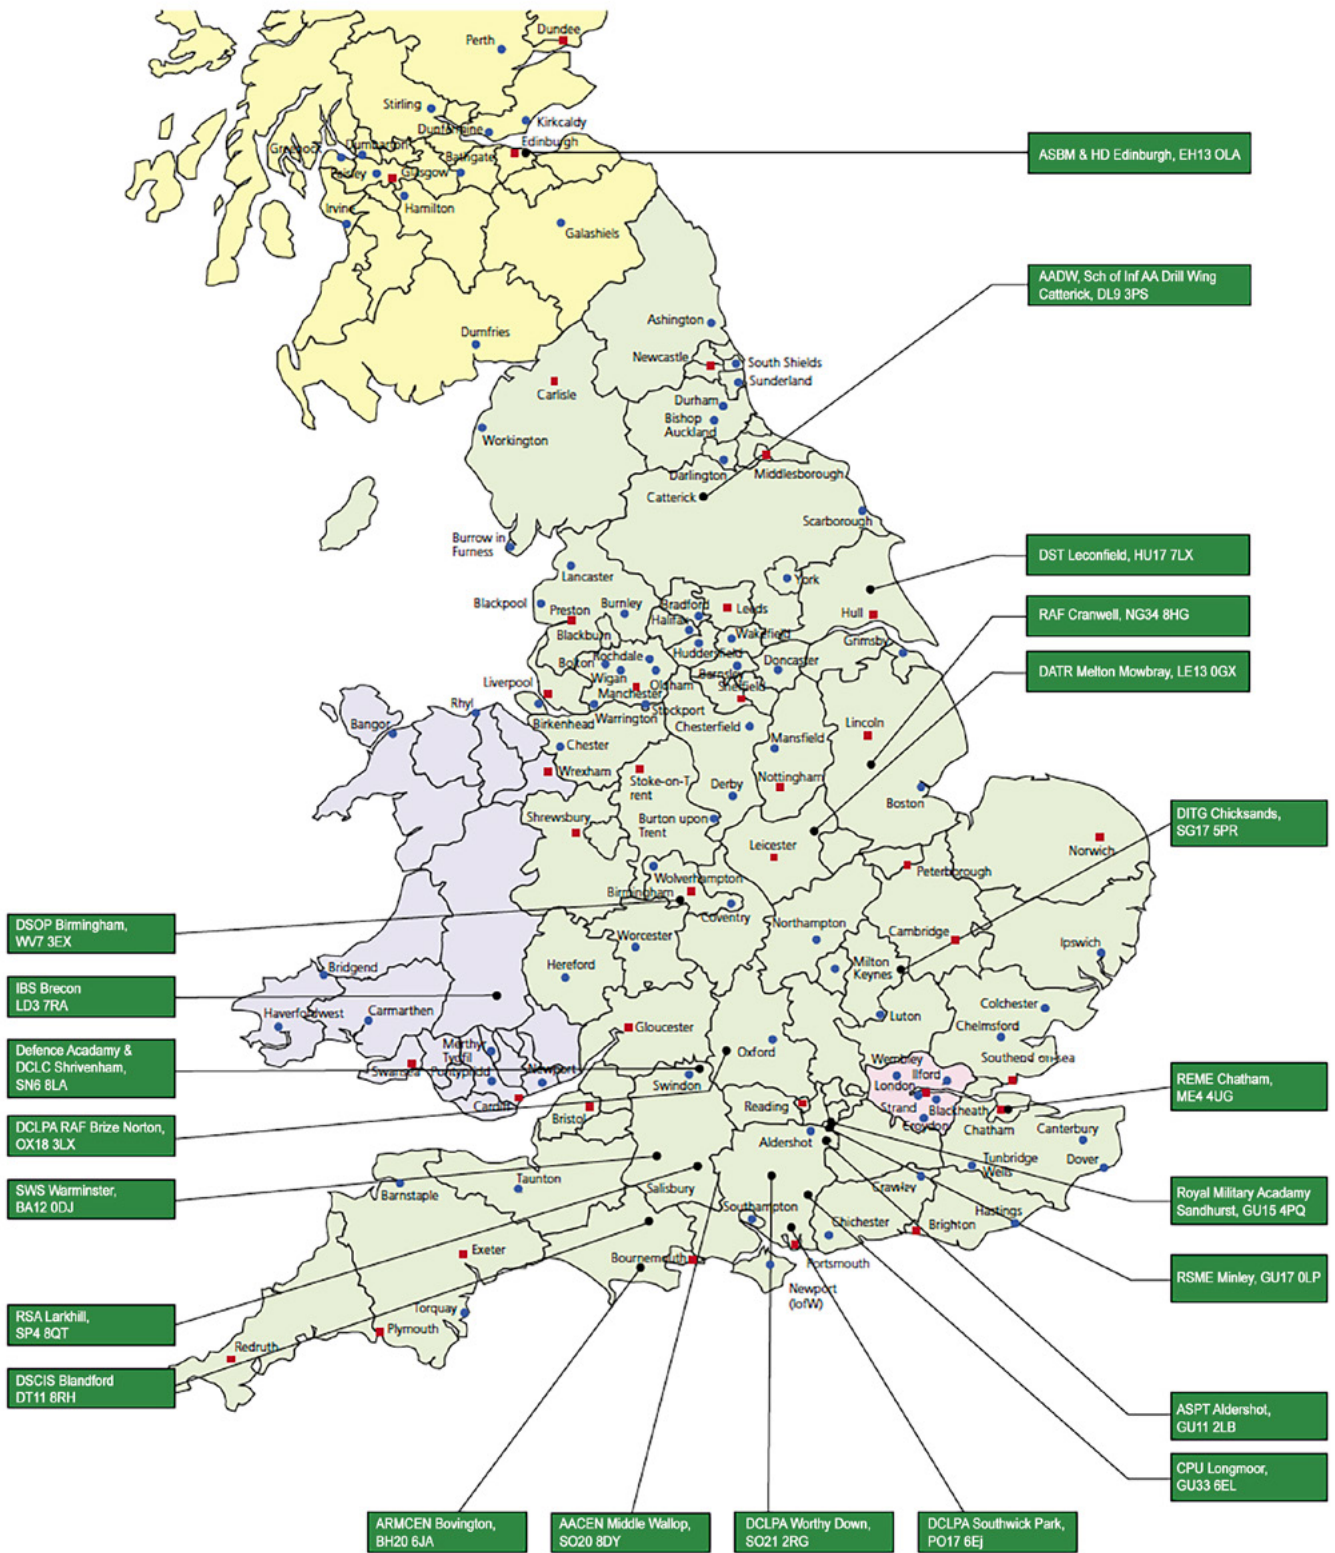 Dundee
Perth
Stirling
Kirkcaldy
Dunfermline
Edinburgh
Greenock
Dumbarton
Bathgate
Paisley
Glasgow
Irvine
Hamilton
Galashiels
ASBM & HD Edinburgh, EH13 OLA
AADW, Sch of Inf AA Drill Wing
Catterick, DL9 3PS
Ashington
Dumfries
Newcastle
South Shields
Sunderland
Carlisle
Durham
Bishop
Auckland
Workington
Darlington
Middlesborough
Catterick
Scarborough
Burrow in
Furness
DST Leconfield, HU17 7LX
Lancaster
York
Blackpool
Preston
Burnley
Bradford
Leeds
Hull
RAF Cranwell, NG34 8HG
Halifax
Blackburn
Wakefield
Grimsby
Huddersfield
Rochdale
Bolton
Barnsley
Doncaster
DATR Melton Mowbray, LE13 0GX
Wigan
Oldham
Sheffield
Liverpool
Manchester
Stockport
Rhyl
Bangor
Birkenhead
Warrington
Chesterfield
Lincoln
Chester
Mansfield
Wrexham
Stoke-on-T
rent
Nottingham
Derby
Boston
Shrewsbury
Burton upon
Trent
Leicester
Norwich
DITG Chicksands,
SG17 5PR
Peterborough
Wolverhampton
Birmingham
Coventry
Northampton
Cambridge
DSOP Birmingham,
WV7 3EX
Worcester
Ipswich
Hereford
Milton
Keynes
Bridgend
IBS Brecon
LD3 7RA
Colchester
Haverfordwest
Carmarthen
Luton
Gloucester
Chelmsford
Defence Acadamy &
DCLC Shrivenham,
SN6 8LA
Merthyr
Tydfil
Oxford
Wembley
Southend on sea
Swansea
Pontypridd
Newport
Swindon
Ilford
London
REME Chatham,
ME4 4UG
Cardiff
Reading
Strand
Blackheath
Bristol
Croydon
Chatham
DCLPA RAF Brize Norton,
OX18 3LX
Aldershot
Canterbury
Tunbridge
Wells
Dover
SWS Warminster,
BA12 0DJ
Taunton
Barnstaple
Salisbury
Crawley
Royal Military Acadamy
Sandhurst, GU15 4PQ
Southampton
Hastings
Chichester
Brighton
Exeter
Bournemouth
Portsmouth
RSME Minley, GU17 0LP
Newport
(IofW)
Torquay
RSA Larkhill,
SP4 8QT
Plymouth
Redruth
DSCIS Blandford
DT11 8RH
ASPT Aldershot,
GU11 2LB
CPU Longmoor,
GU33 6EL
ARMCEN Bovington,
BH20 6JA
AACEN Middle Wallop,
SO20 8DY
DCLPA Worthy Down,
SO21 2RG
DCLPA Southwick Park,
PO17 6Ej